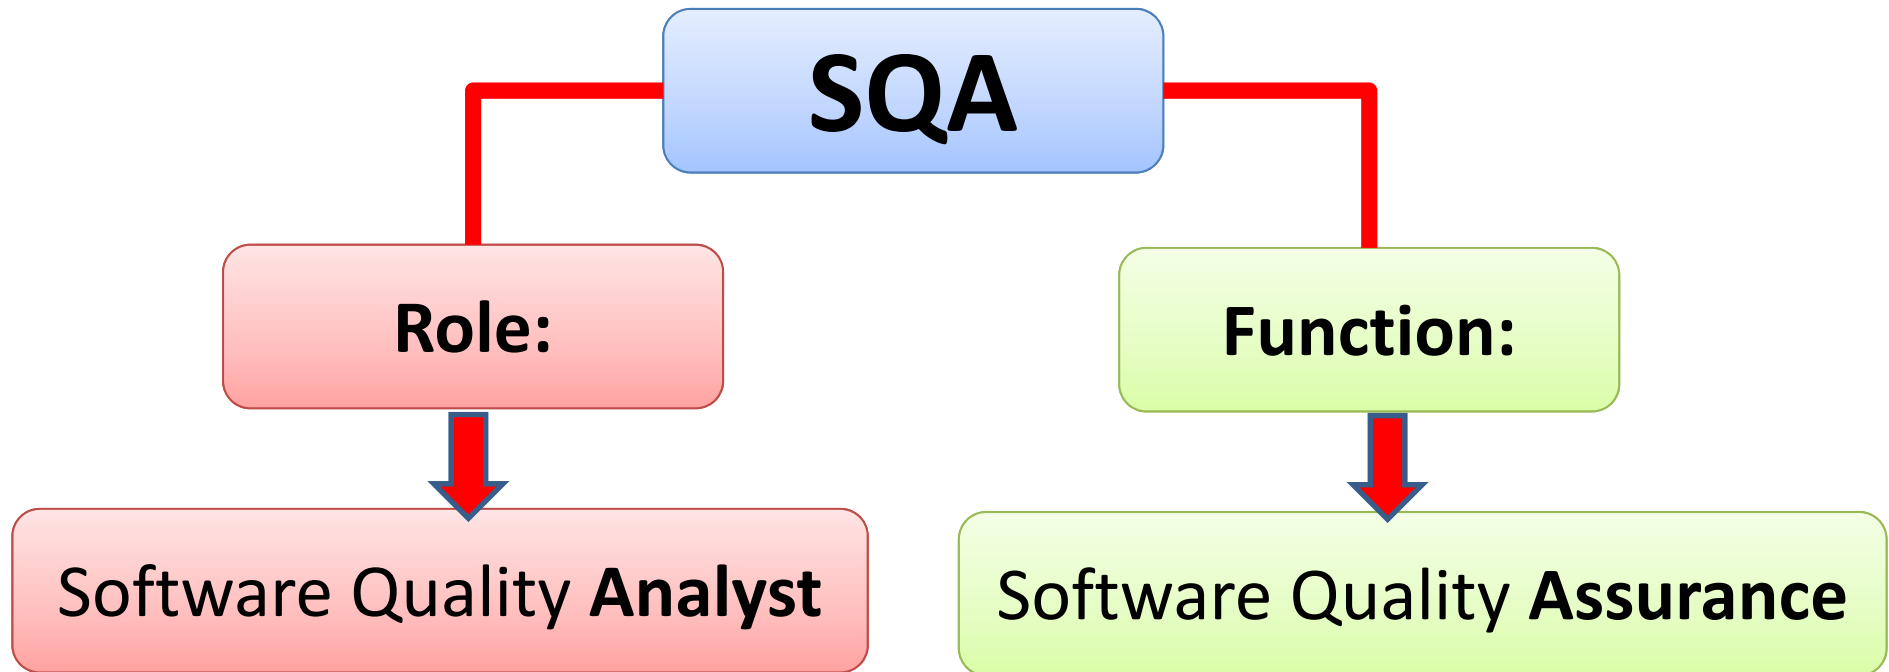 SQA
Role:
Function:
Software Quality Analyst
Software Quality Assurance